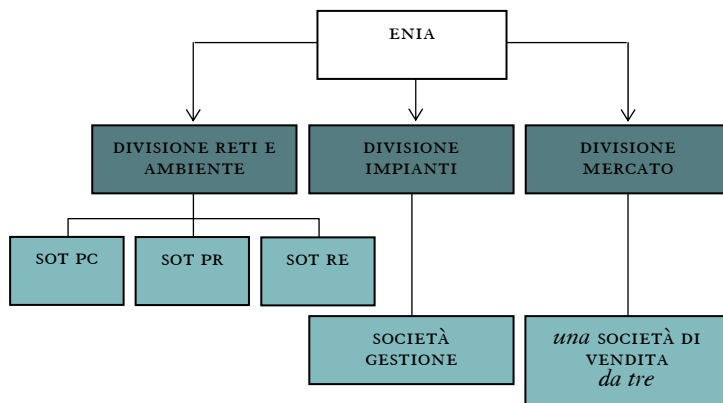 ENIA
DIVISIONE RETI E
AMBIENTE
DIVISIONE
IMPIANTI
DIVISIONE
MERCATO
SOT PC
SOT PR
SOT RE
SOCIETÀ
GESTIONE
una SOCIETÀ DI
VENDITA
da tre